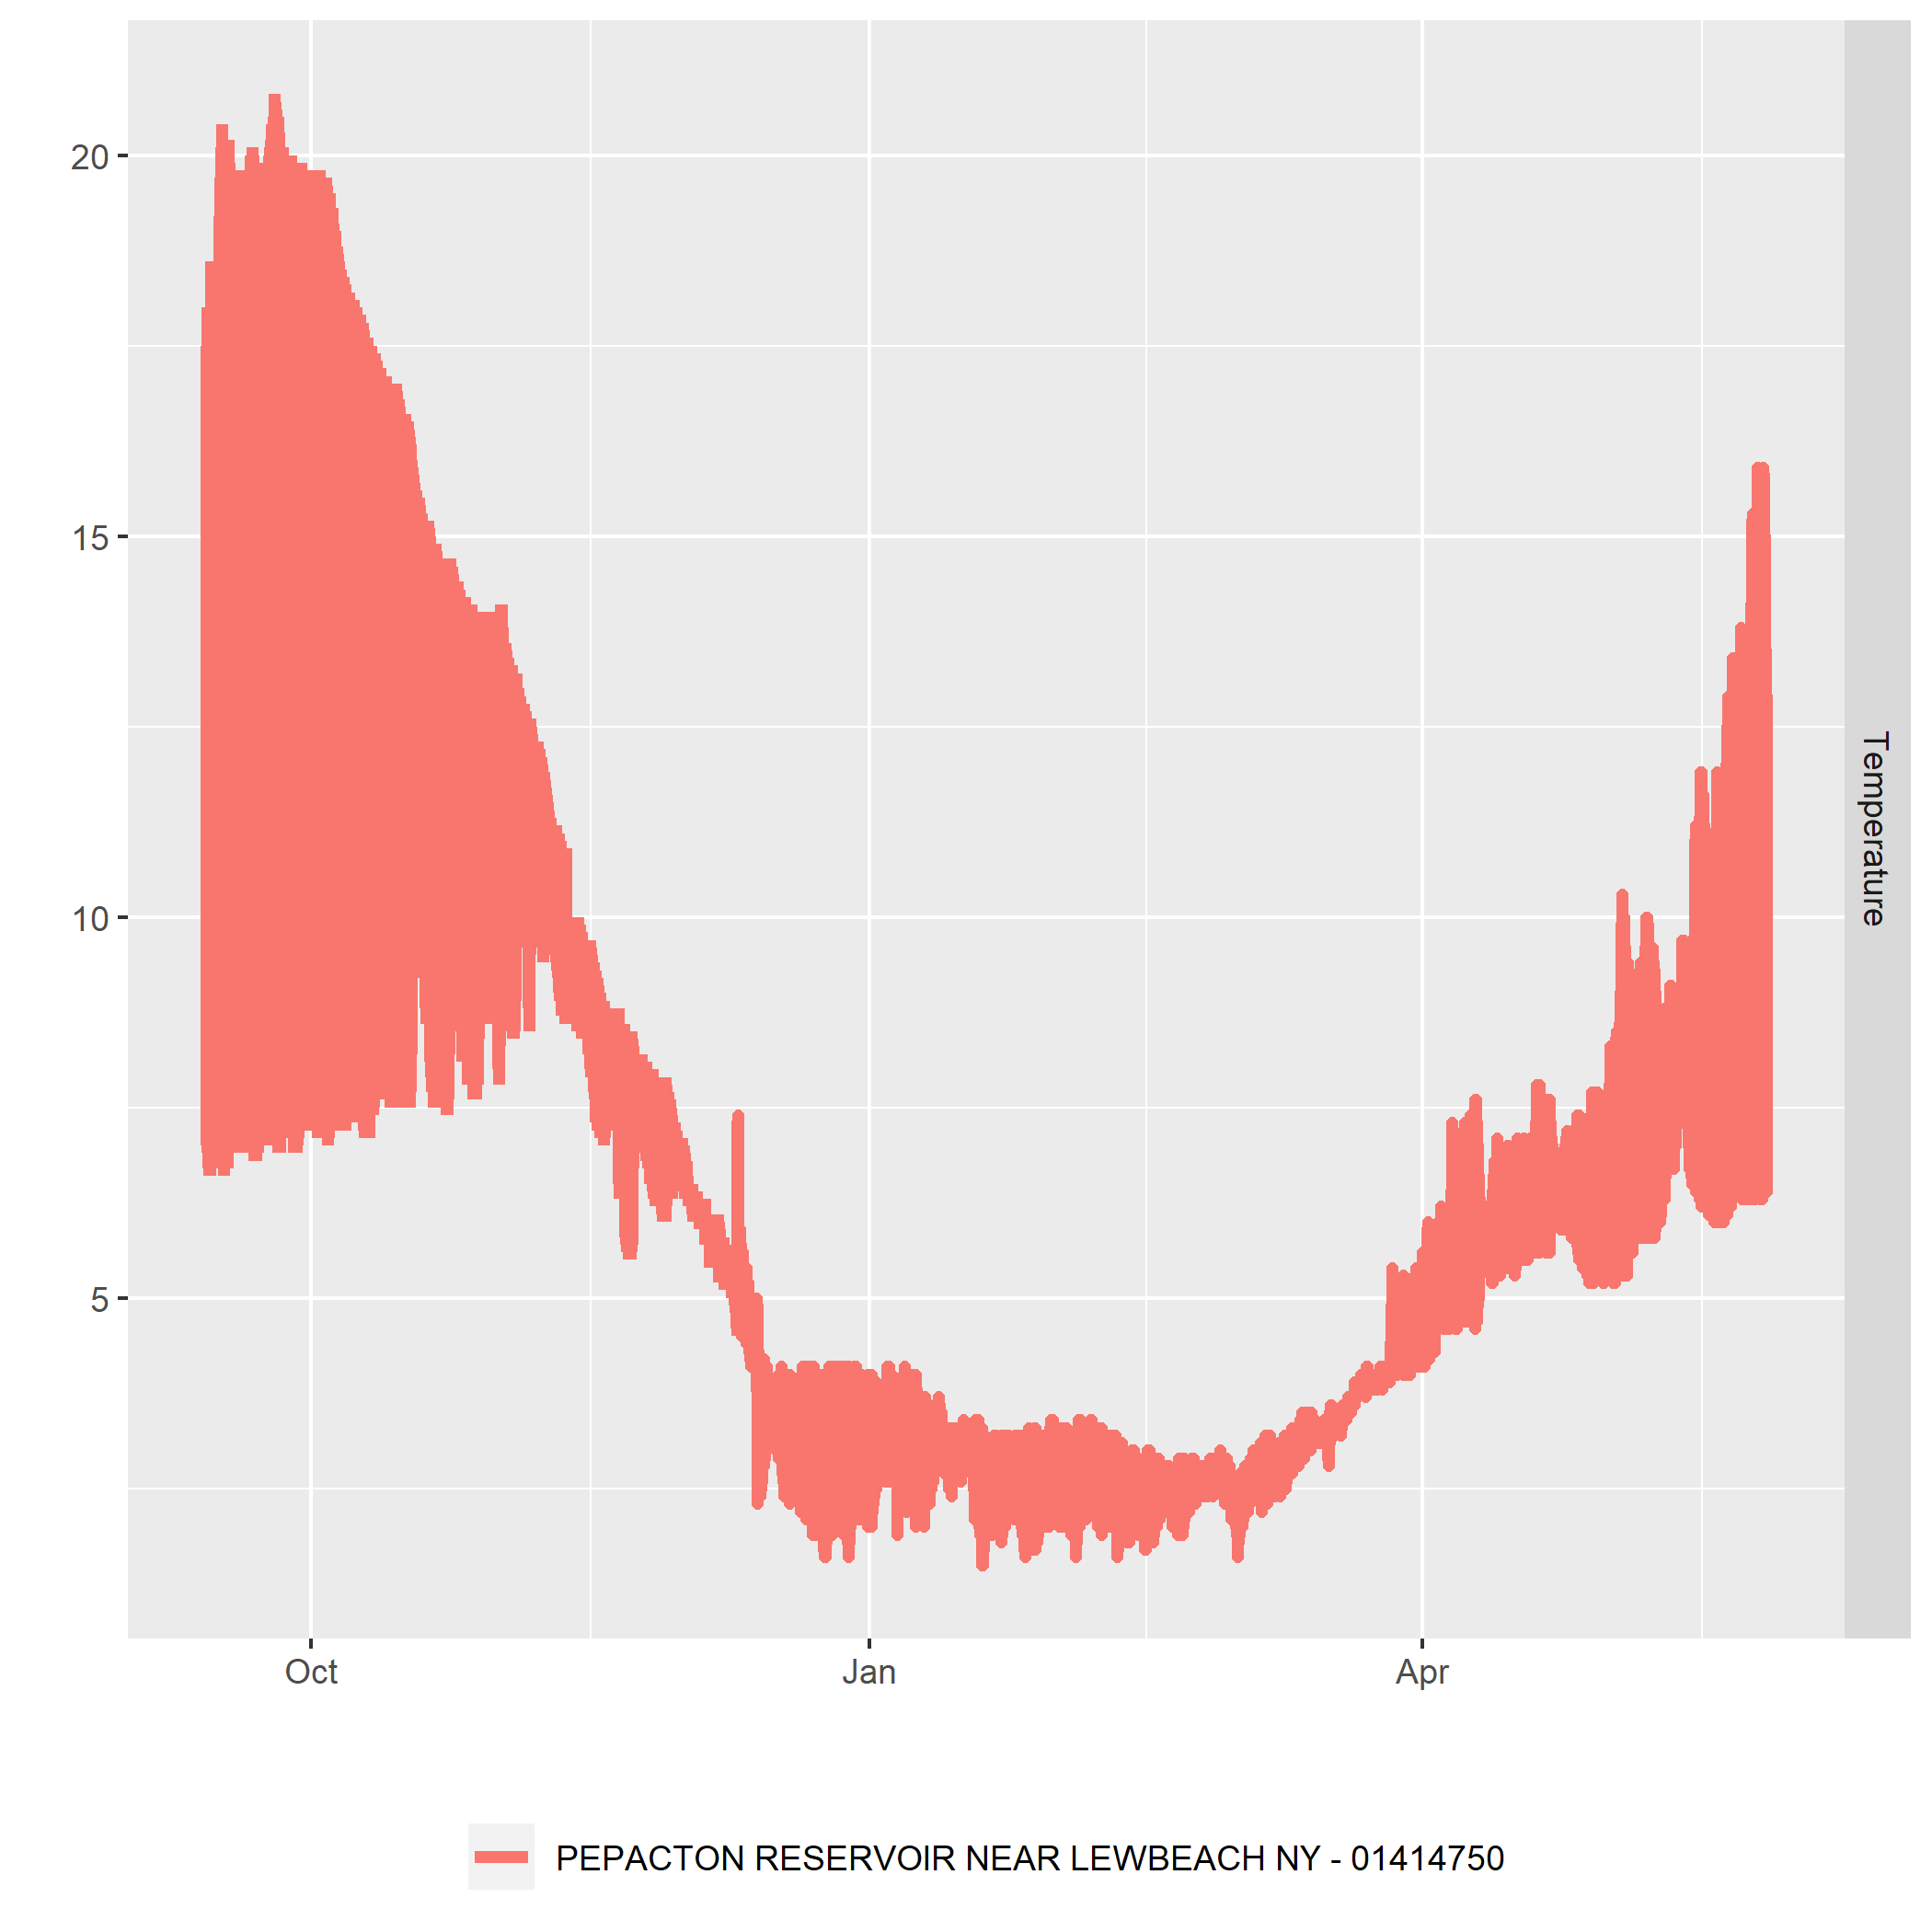 20
15
10
5
Temperature
Oct
Jan
Apr
PEPACTON RESERVOIR NEAR LEWBEACH NY - 01414750